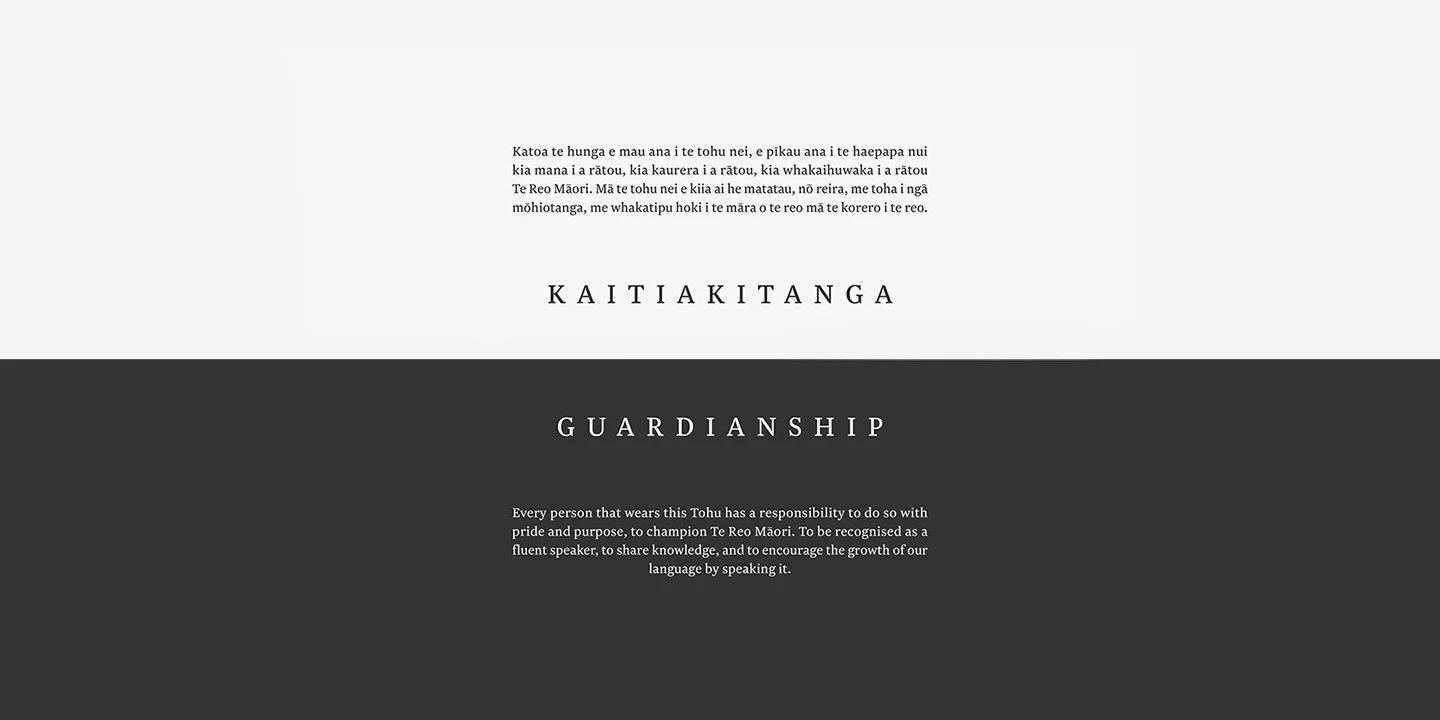 Katoa te hunga e mau ana i te tohu nei, e pīkau ana i te haepapa nui
kia mana i a rātou, kia kaurera i a rātou, kia whakaihuwaka i a rātou
Te Reo Māori. Mā te tohu nei e kiia ai he matatau, nō reira, me toha i ngā
mōhiotanga, me whakatipu hoki i te māra o te reo mā te korero i te reo.
KAITIAKITANGA
GUARDIANSHIP
Every person that wears this Tohu has a responsibility to do so with
pride and purpose, to champion Te Reo Māori. To be recognised as a
fluent speaker, to share knowledge, and to encourage the growth of our
language by speaking it.